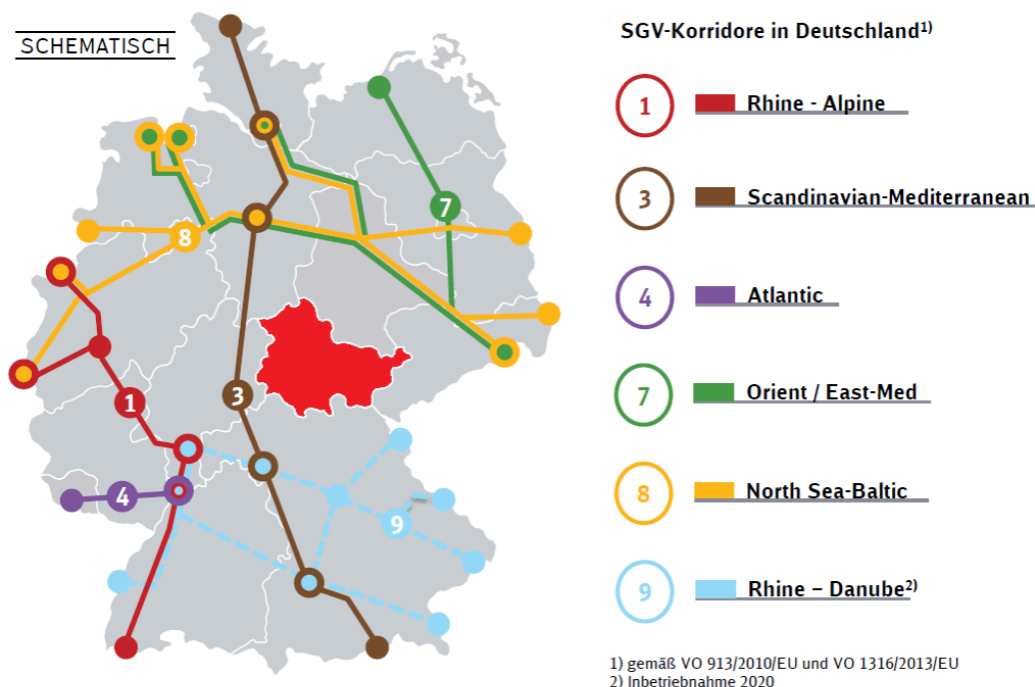 SCHEMATISCH
7
8
3
1
4
9
SGV-Korridore in Deutschland¹⁾
1 Rhine - Alpine
3 Scandinavian-Mediterranean
4 Atlantic
7 Orient / East-Med
8 North Sea-Baltic
9 Rhine – Danube²⁾
1) gemäß VO 913/2010/EU und VO 1316/2013/EU
2) Inbetriebnahme 2020